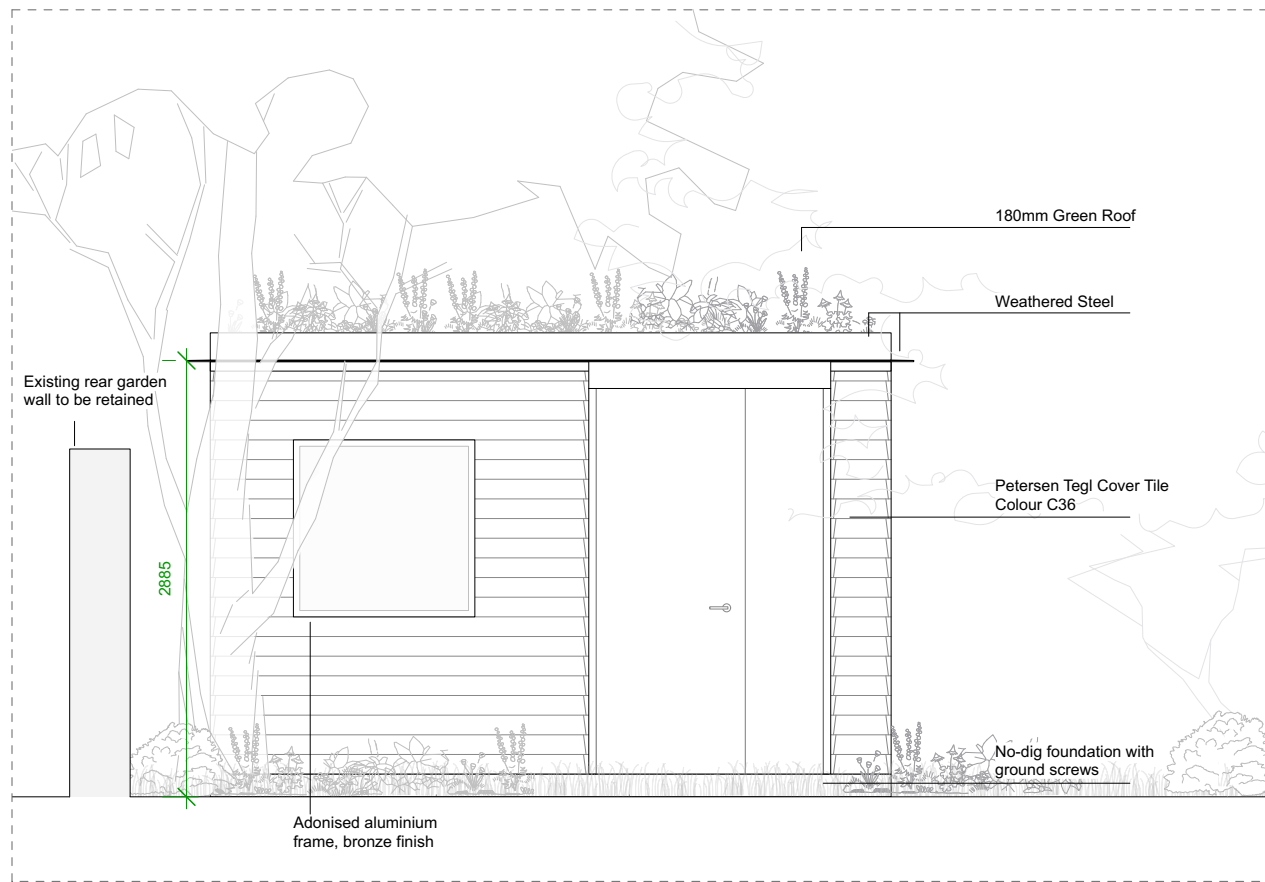 180mm Green Roof
Weathered Steel
Existing rear garden
wall to be retained
Petersen Tegl Cover Tile
Colour C36
2885
No-dig foundation with
ground screws
Adonised aluminium
frame, bronze finish